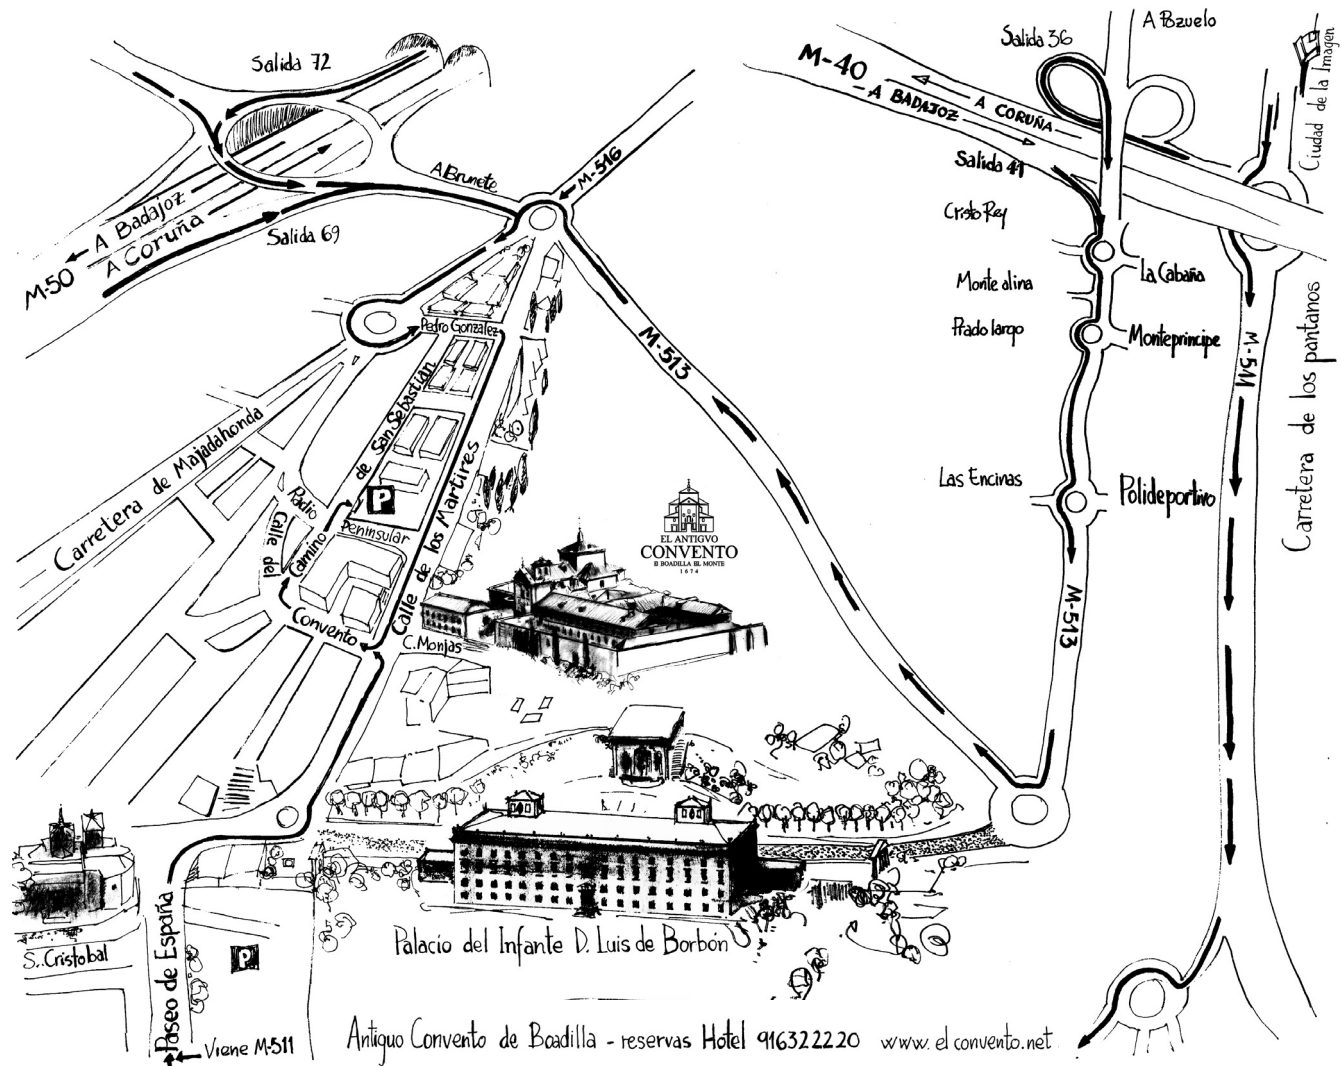 Salida 72
A Badajoz
A Coruña
M-50
Salida 69
A Brunete
M-516
M-40
A BADAJOZ
A CORUÑA
Salida 36
A Pozuelo
Ciudad de la Imagen
Salida 41
Cristo Rey
La Cabaña
Monte alina
Prado largo
Monteprincipe
Las Encinas
Polideportivo
M-513
M-513
M-511
Carretera de los pantanos
Pedro Gonzalez
Calle de San Sebastián
Carretera de Majadahonda
Radio
Peninsular
P
Camino
Calle del
Convento
Calle de los Martires
C. Monjas
EL ANTIGVO
CONVENTO
D BOADILLA EL MONTE
1674
S. Cristobal
Paseo de España
P
Viene M-511
Palacio del Infante D. Luis de Borbón
Antiguo Convento de Boadilla - reservas Hotel 916322220 www.elconvento.net